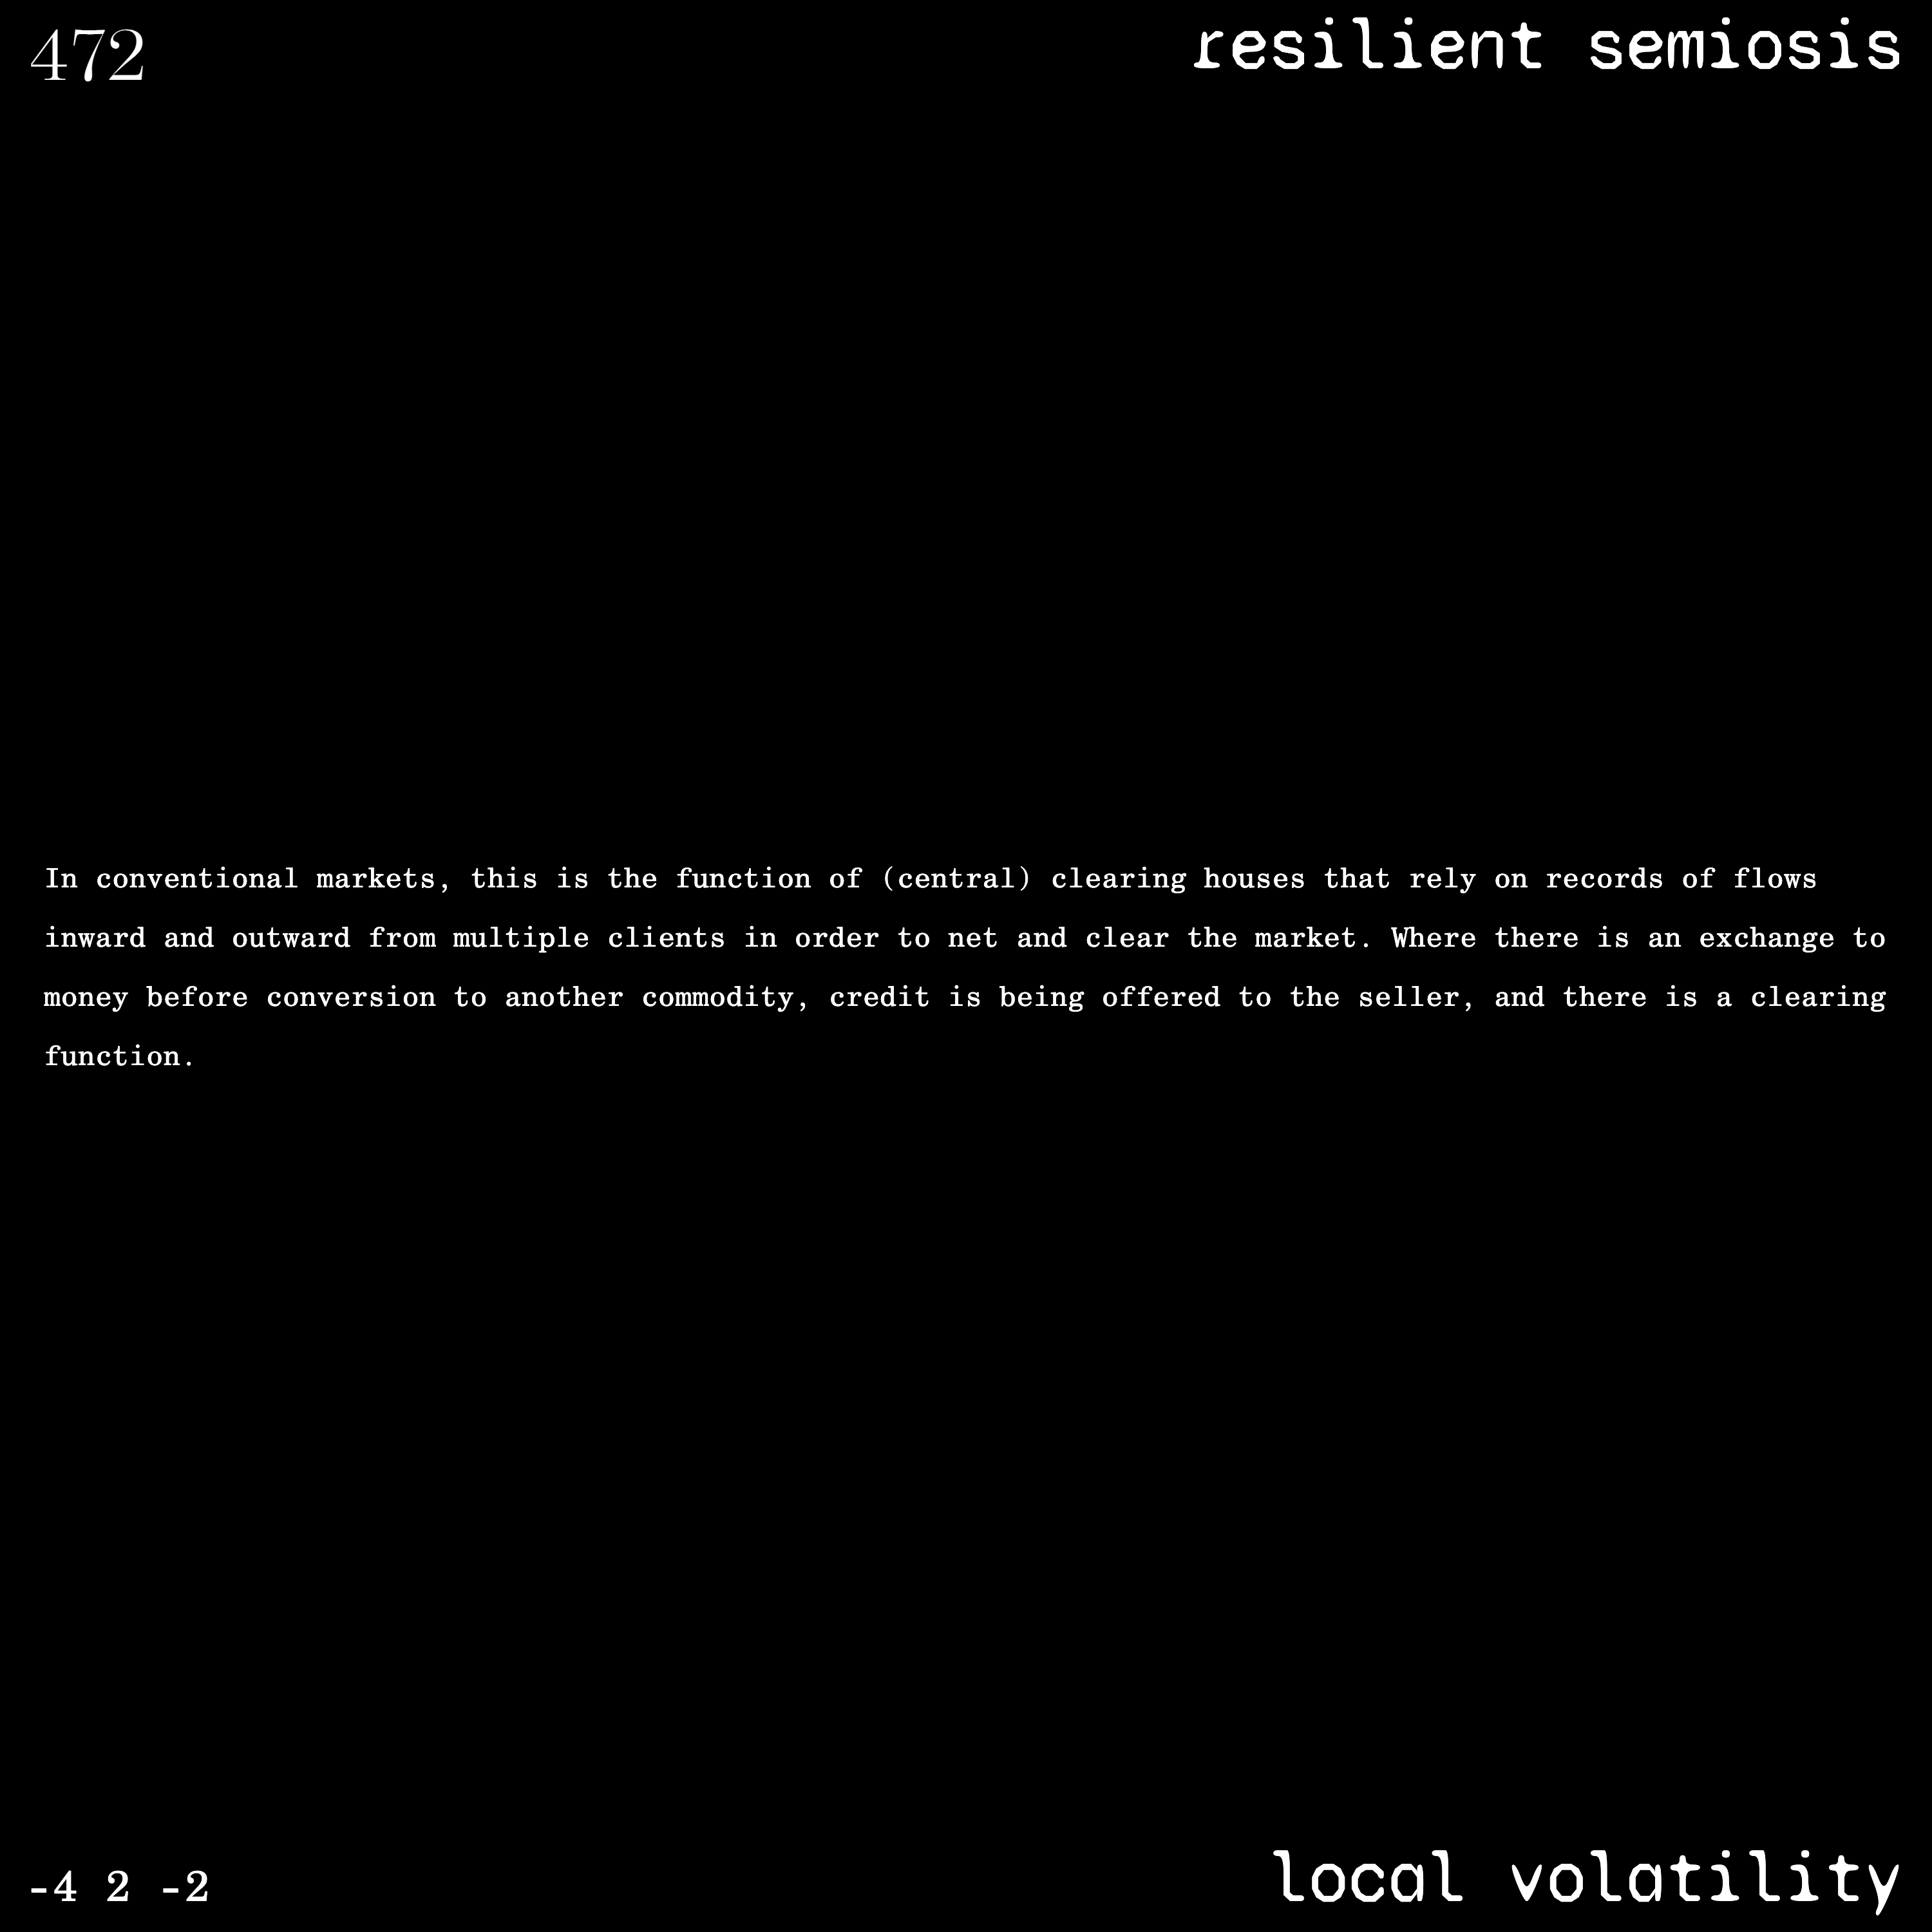 472
resilient semiosis
In conventional markets, this is the function of (central) clearing houses that rely on records of flows
inward and outward from multiple clients in order to net and clear the market. Where there is an exchange to
money before conversion to another commodity, credit is being offered to the seller, and there is a clearing
function.
-4 2 -2
local volatility